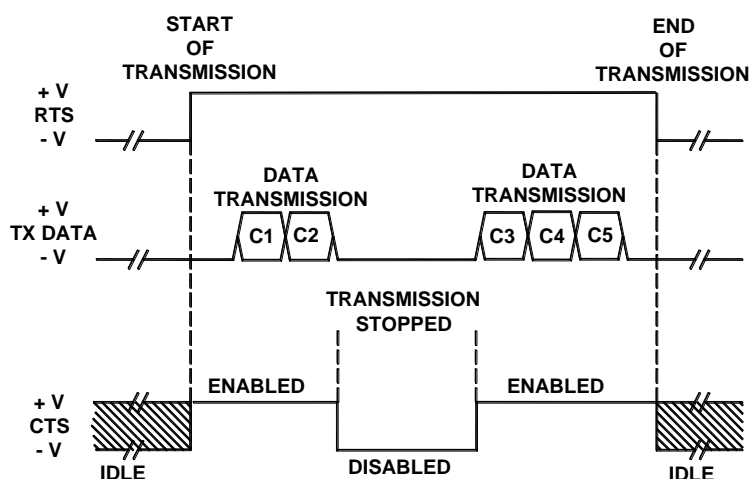 START
OF
TRANSMISSION
END
OF
TRANSMISSION
+ V
RTS
- V
DATA
TRANSMISSION
DATA
TRANSMISSION
+ V
TX DATA
- V
C1
C2
C3
C4
C5
TRANSMISSION
STOPPED
ENABLED
ENABLED
+ V
CTS
- V
IDLE
DISABLED
IDLE